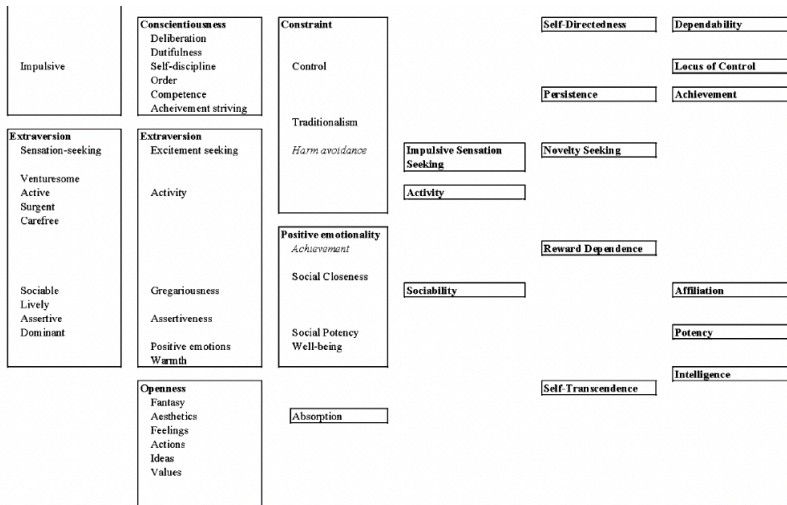 Impulsive
Conscientiousness
Deliberation
Dutifulness
Self-discipline
Order
Competence
Acheivement striving
Constraint
Control
Traditionalism
Harm avoidance
Self-Directedness
Persistence
Dependability
Locus of Control
Achievement
Extraversion
Sensation-seeking
Venturesome
Active
Surgent
Carefree
Sociable
Lively
Assertive
Dominant
Extraversion
Excitement seeking
Activity
Gregariousness
Assertiveness
Positive emotions
Warmth
Positive emotionality
Achievement
Social Closeness
Social Potency
Well-being
Impulsive Sensation
Seeking
Activity
Sociability
Novelty Seeking
Reward Dependence
Affiliation
Potency
Intelligence
Openness
Fantasy
Aesthetics
Feelings
Actions
Ideas
Values
Absorption
Self-Transcendence